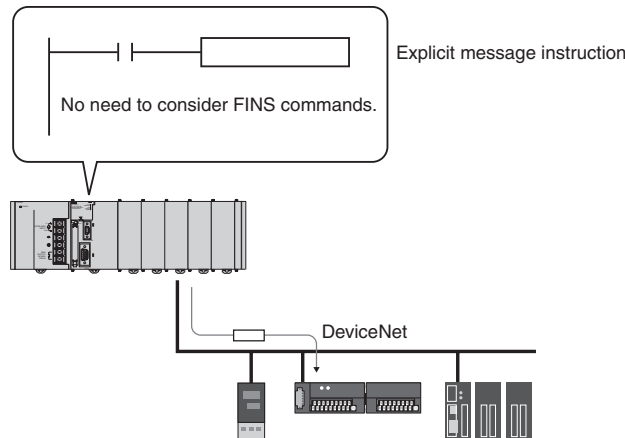 Explicit message instruction
No need to consider FINS commands.
DeviceNet